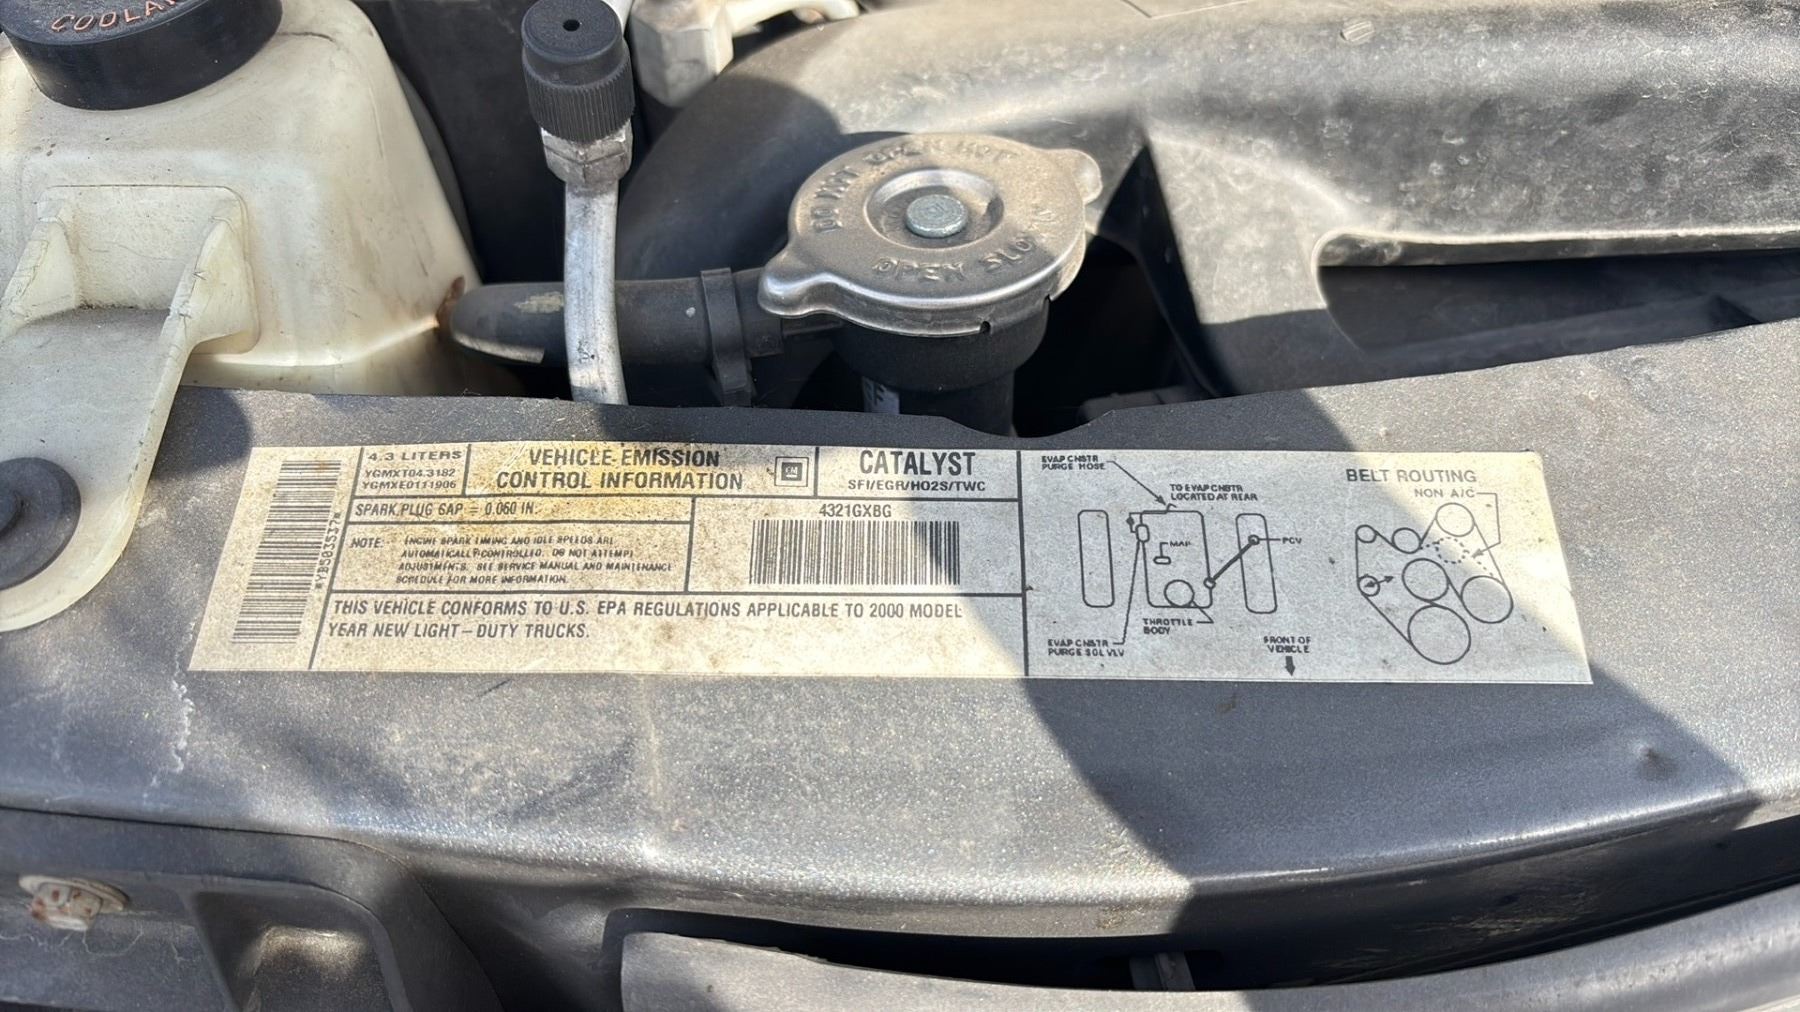 COOLA
DO NOT OPEN HOT
OPEN SLOWLY
4.3 LITERS
YGMXT04.3182
YGMXE0111906
VEHICLE EMISSION
CONTROL INFORMATION
GM
CATALYST
SFI/EGR/HO2S/TWC
SPARK PLUG GAP = 0.060 IN.
NOTE: ENGINE SPARK TIMING AND IDLE SPEEDS ARE
AUTOMATICALLY CONTROLLED. DO NOT ATTEMPT
ADJUSTMENTS. SEE SERVICE MANUAL AND MAINTENANCE
SCHEDULE FOR MORE INFORMATION.
4321GXBG
THIS VEHICLE CONFORMS TO U.S. EPA REGULATIONS APPLICABLE TO 2000 MODEL
YEAR NEW LIGHT-DUTY TRUCKS.
EVAP CNSTR
PURGE HOSE
TO EVAP CNSTR
LOCATED AT REAR
MAP
PCV
THROTTLE
BODY
EVAP CNSTR
PURGE SOL VLV
FRONT OF
VEHICLE
BELT ROUTING
NON A/C